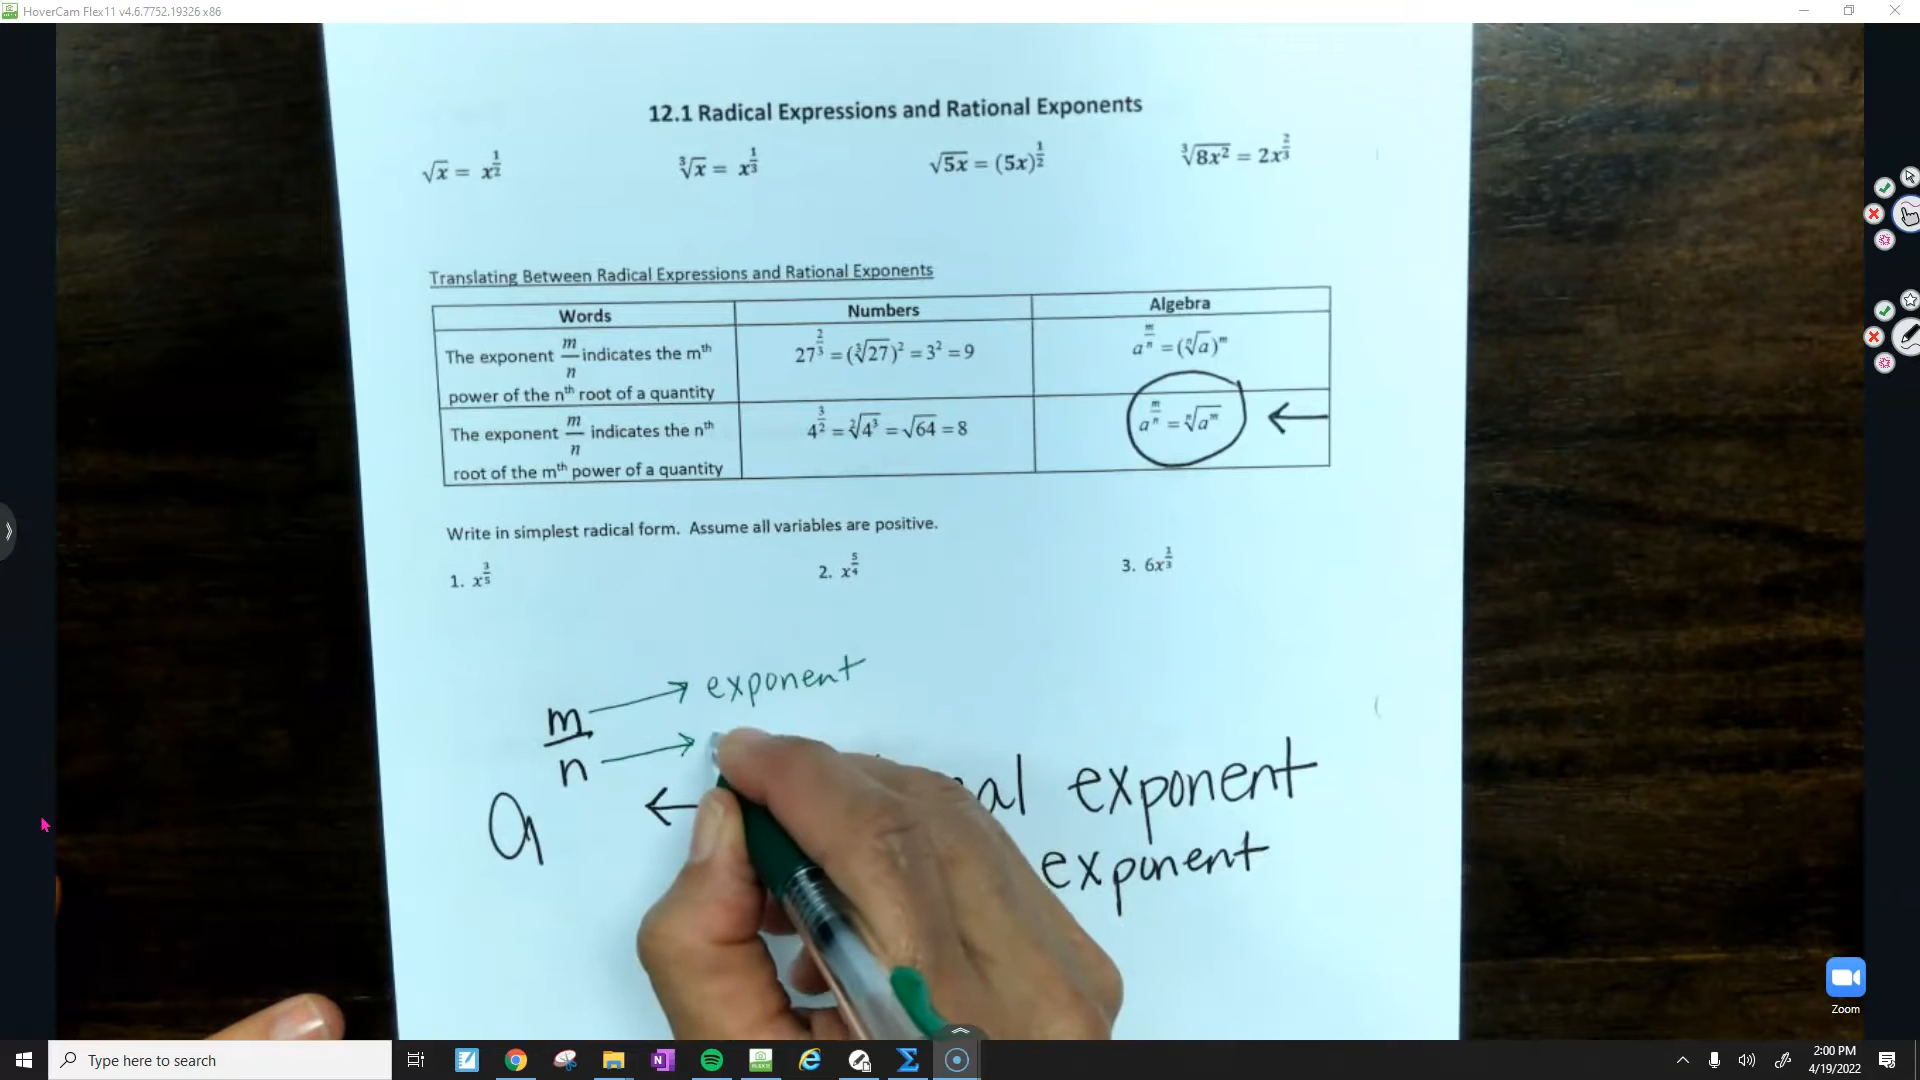 HoverCam Flex11 v4.6.7752.19326 x86
12.1 Radical Expressions and Rational Exponents
√x = x^(1/2)
∛x = x^(1/3)
√5x = (5x)^(1/2)
∛8x² = 2x^(2/3)
Translating Between Radical Expressions and Rational Exponents
Words
Numbers
Algebra
The exponent m/n indicates the mth
power of the nth root of a quantity
27^(2/3) = (∛27)² = 3² = 9
a^(m/n) = (ⁿ√a)^m
The exponent m/n indicates the nth
root of the mth power of a quantity
4^(3/2) = ²√4³ = √64 = 8
a^(m/n) = ⁿ√a^m
Write in simplest radical form. Assume all variables are positive.
1. x^(3/5)
2. x^(5/4)
3. 6x^(1/3)
exponent
a^(m/n)
exponent
exponent
Zoom
Type here to search
2:00 PM
4/19/2022